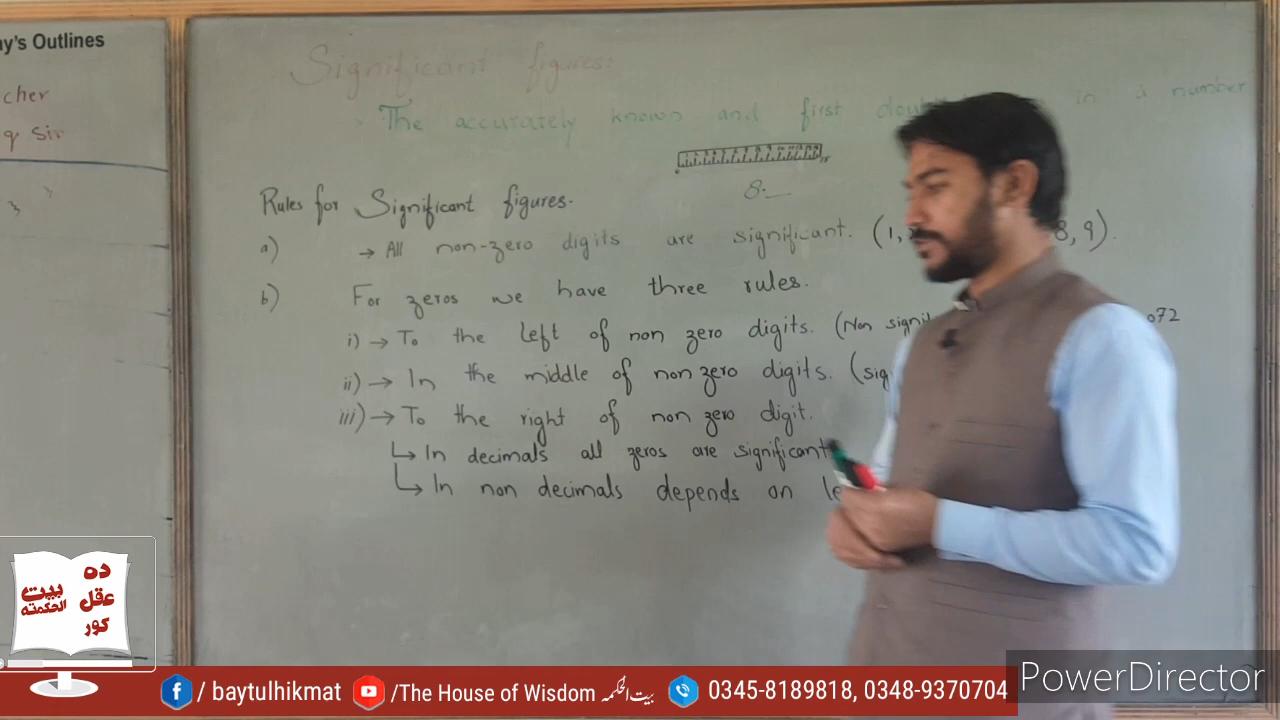 ay's Outlines
cher
q Sir
Significant figures:
The accurately known and first in a number
8.__
Rules for Significant figures.
a) → All non-zero digits are significant. (1, 8, 9).
b) For zeros we have three rules.
i) → To the left of non zero digits. (Non signi 072
ii) → In the middle of non zero digits. (sig
iii) → To the right of non zero digit.
↳ In decimals all zeros are significant
↳ In non decimals depends on le
ده
عقل
کور
بیت
الحکمته
/ baytulhikmat
/The House of Wisdom بیت الحکمہ
0345-8189818, 0348-9370704
PowerDirector